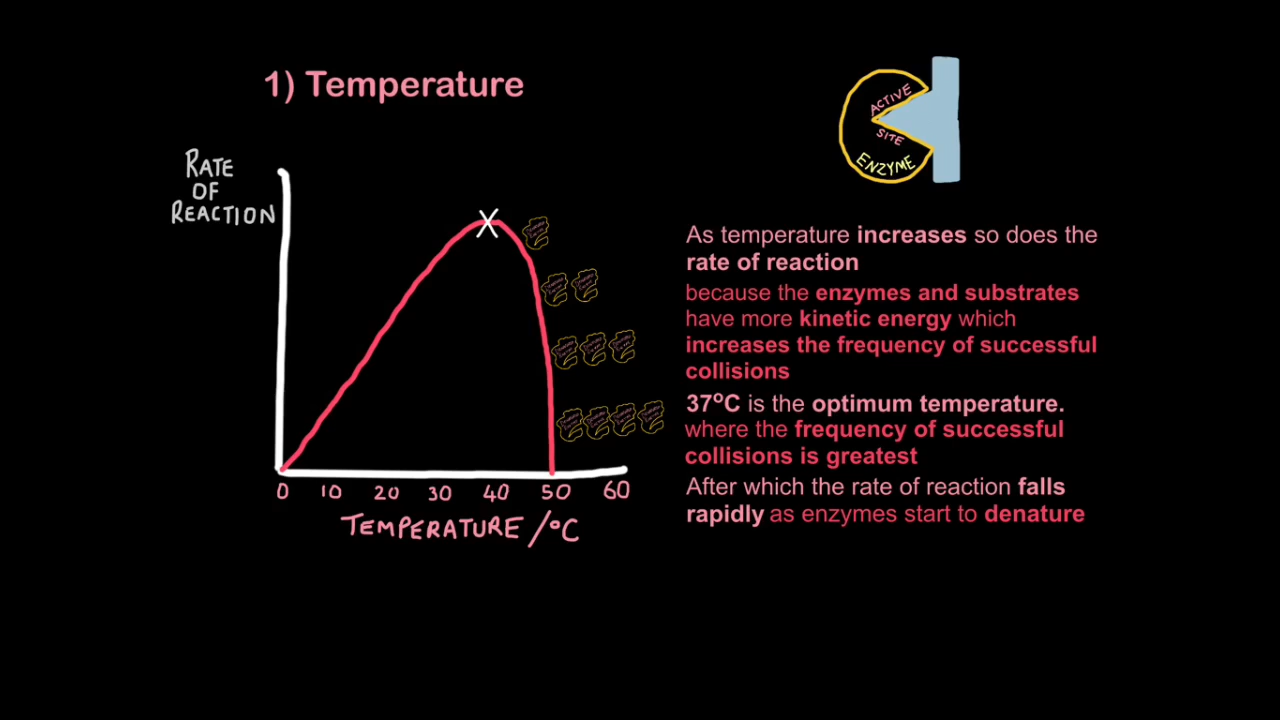 1) Temperature
RATE
OF
REACTION
0 10 20 30 40 50 60
TEMPERATURE /°C
ACTIVE
SITE
ENZYME
As temperature increases so does the
rate of reaction
because the enzymes and substrates
have more kinetic energy which
increases the frequency of successful
collisions
37°C is the optimum temperature.
where the frequency of successful
collisions is greatest
After which the rate of reaction falls
rapidly as enzymes start to denature